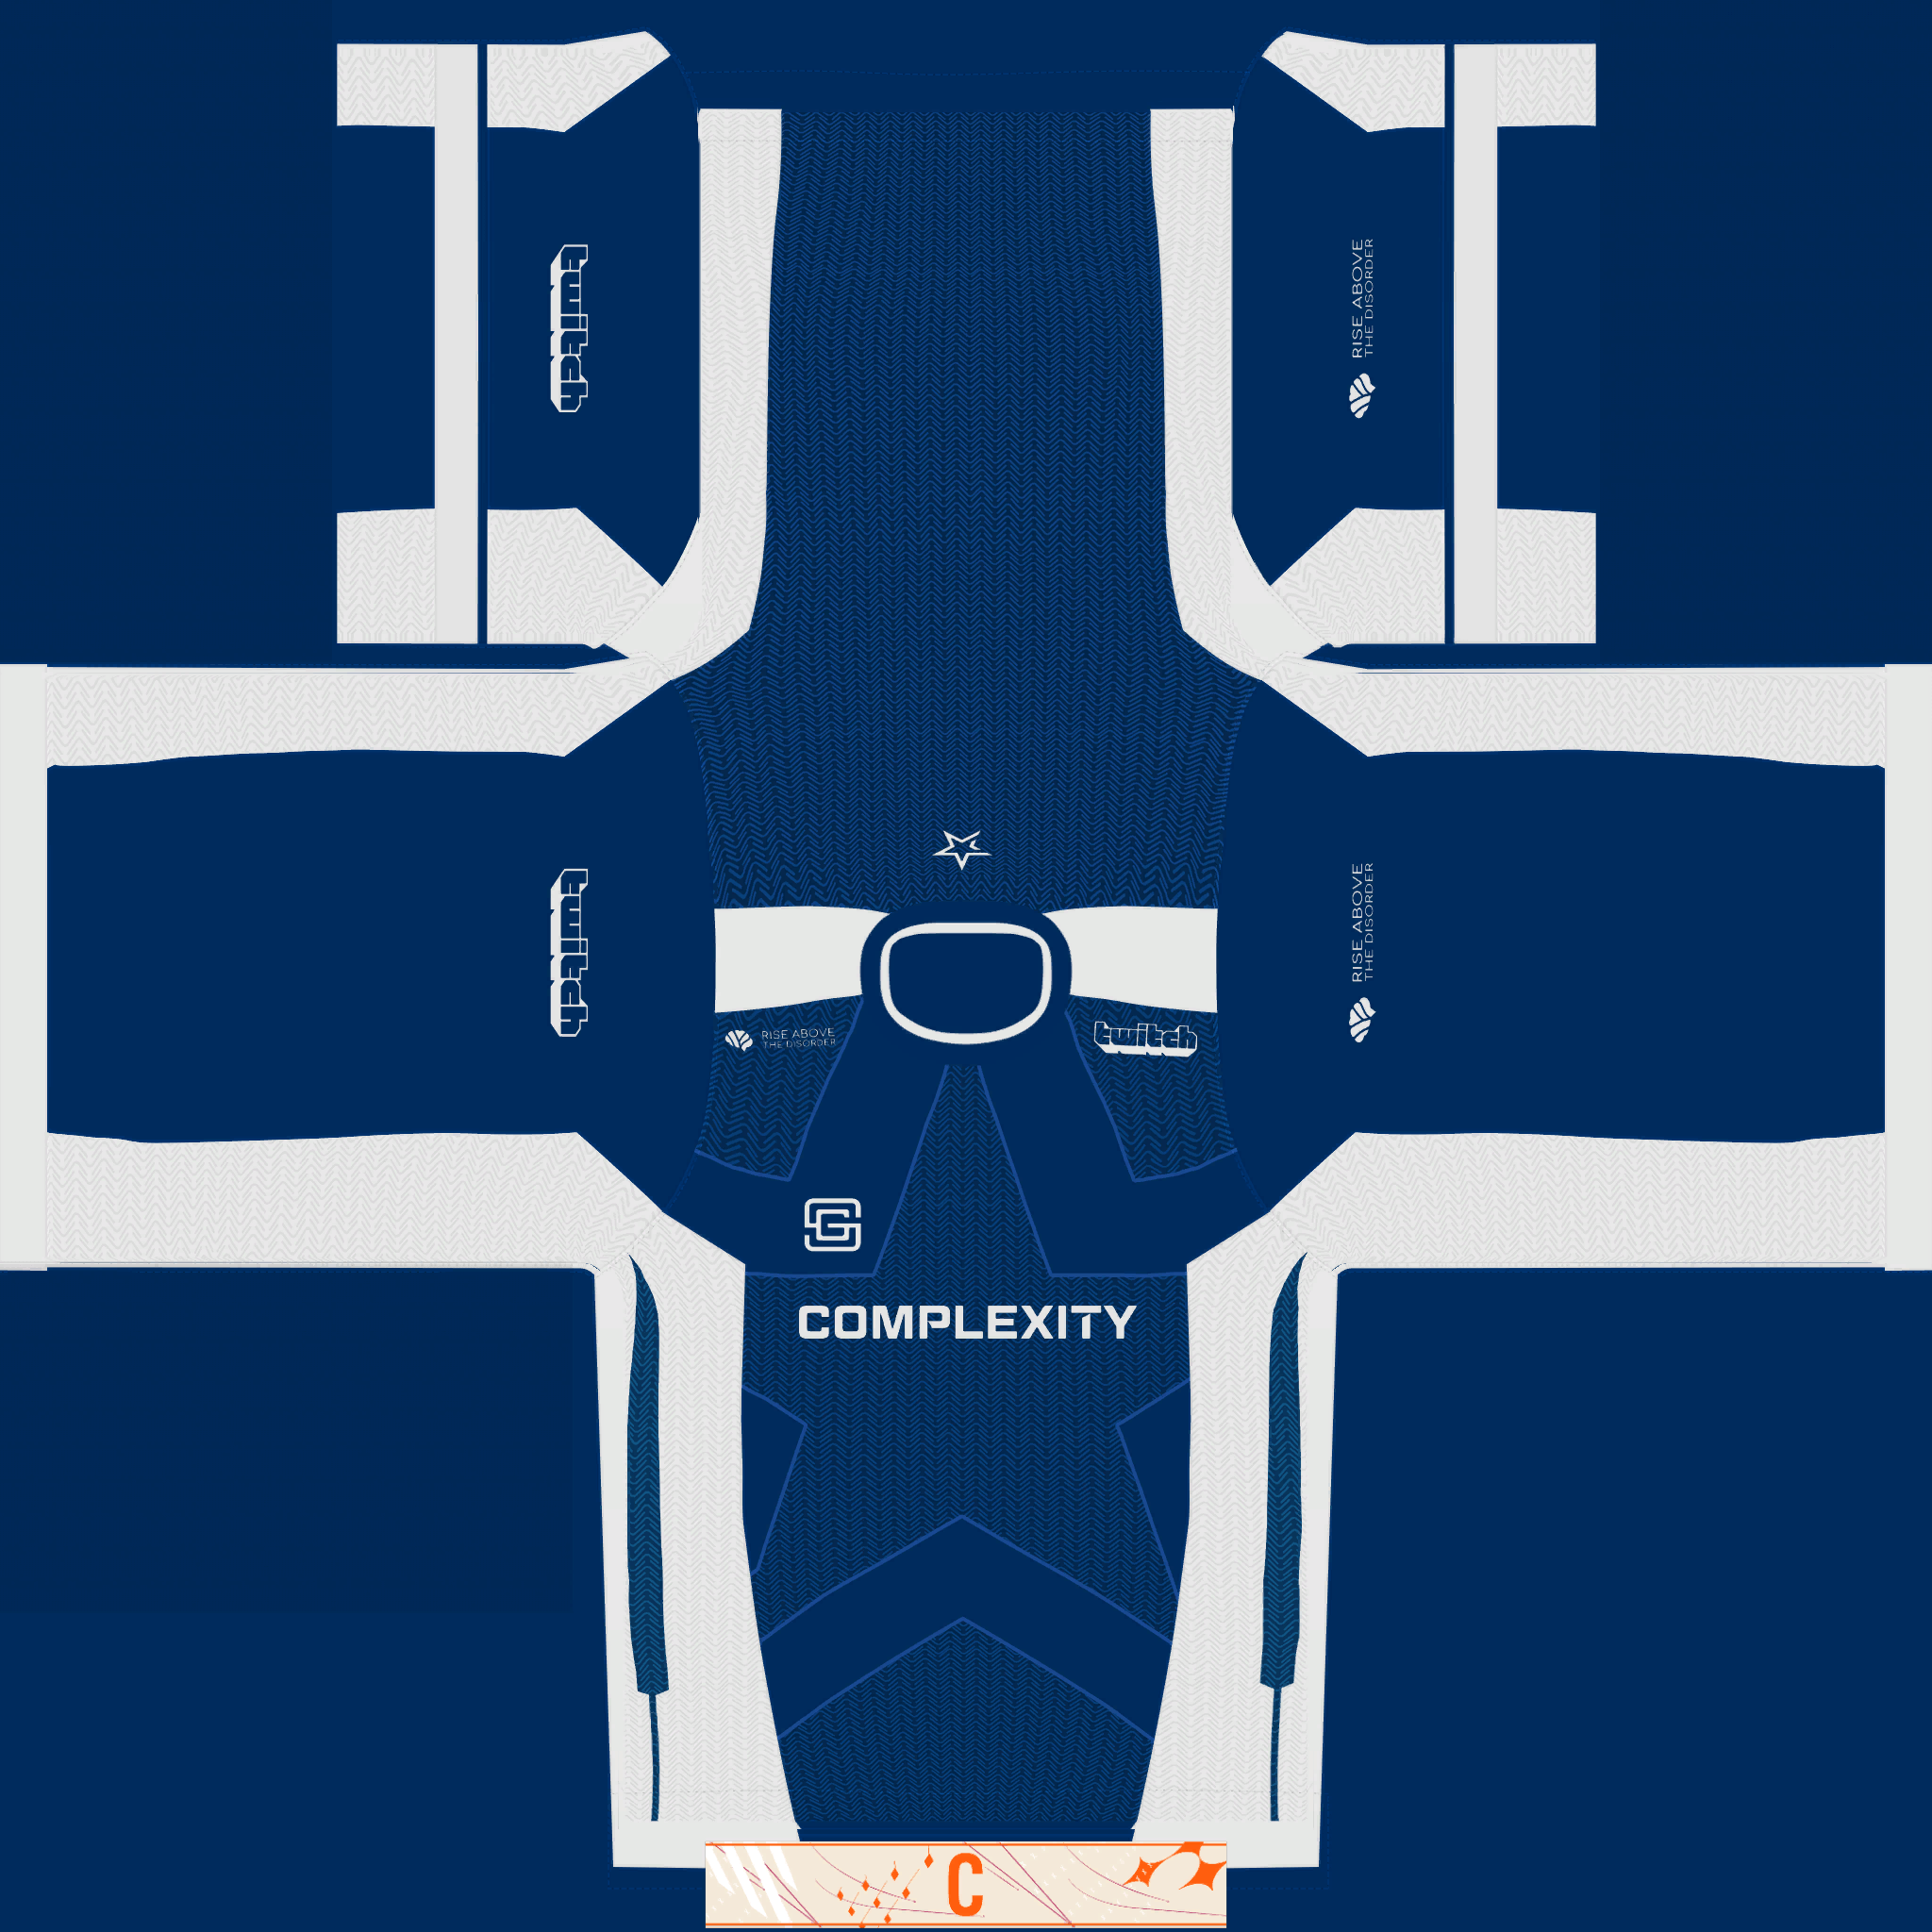 twitch
RISE ABOVE
THE DISORDER
twitch
RISE ABOVE
THE DISORDER
RISE ABOVE
THE DISORDER
twitch
COMPLEXITY
C